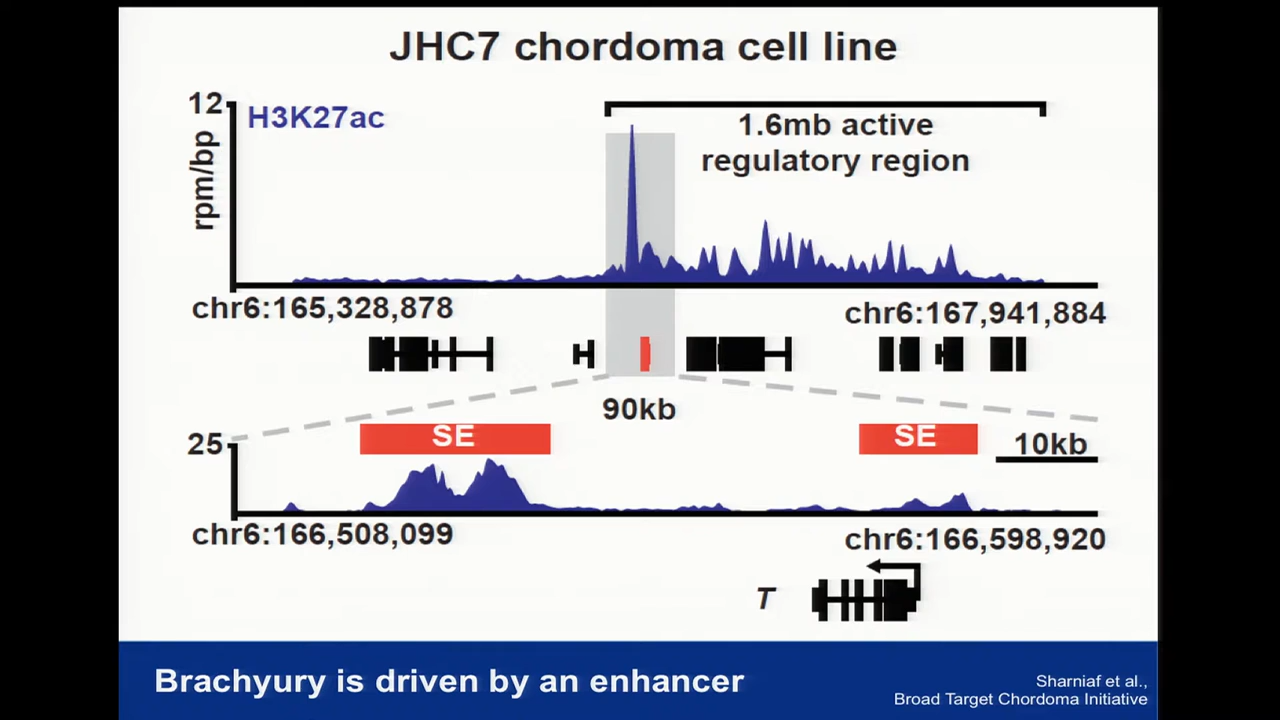 JHC7 chordoma cell line
12
H3K27ac
rpm/bp
1.6mb active
regulatory region
chr6:165,328,878
chr6:167,941,884
90kb
25
SE
SE
10kb
chr6:166,508,099
chr6:166,598,920
T
Brachyury is driven by an enhancer
Sharniaf et al.,
Broad Target Chordoma Initiative